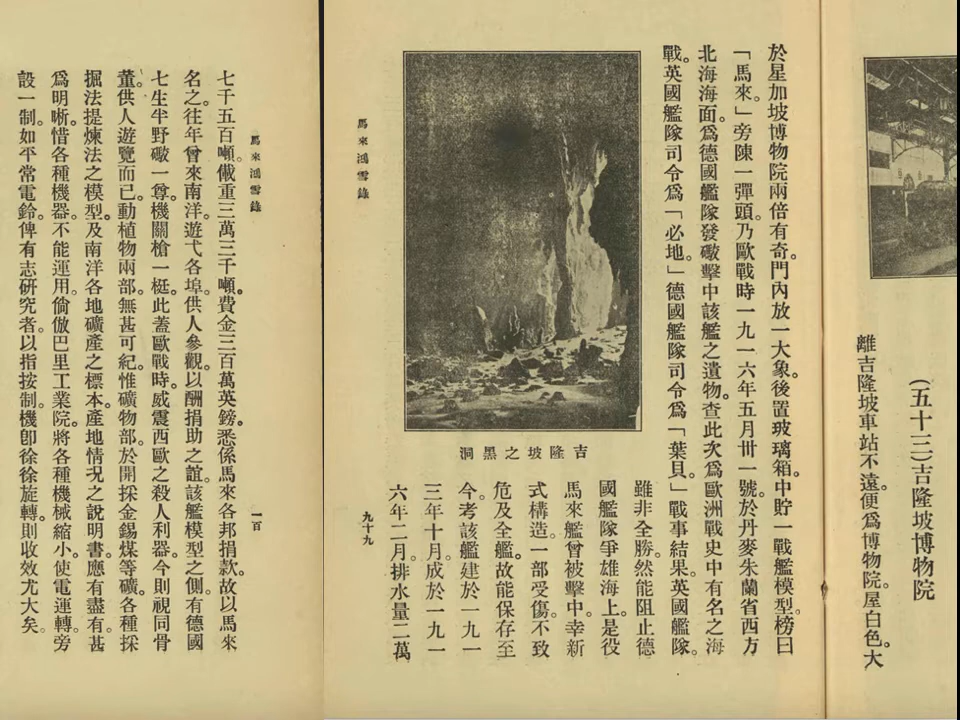 (五十三)吉隆坡博物院
離吉隆坡車站不遠。便爲博物院。屋白色。大
於星加坡博物院兩倍有奇。門內放一大象。後置玻璃箱。中貯一戰艦模型。榜曰
「馬來」。旁陳一彈頭。乃歐戰時一九一六年五月卅一號。於丹麥朱蘭省西方
北海海面。爲德國艦隊發礮擊中該艦之遺物。查此次爲歐洲戰史中有名之海
戰。英國艦隊司令爲「必地。」德國艦隊司令爲「葉貝。」戰事結果。英國艦隊。
雖非全勝。然能阻止德
國艦隊爭雄海上。是役
馬來艦曾被擊中。幸新
式構造。一部受傷。不致
危及全艦。故能保存至
今。考該艦建於一九一
三年十月。成於一九一
六年二月。排水量二萬
吉隆坡之黑洞
馬來鴻雪錄
九十九
馬來鴻雪錄
一百
七千五百噸。儎重三萬三千噸。費金三百萬英鎊。悉係馬來各邦捐款。故以馬來
名之。往年曾來南洋。遊弋各埠。供人參觀。以酬捐助之誼。該艦模型之側。有德國
七生半野礮一尊。機關槍一梃。此蓋歐戰時。威震西歐之殺人利器。今則視同骨
董。供人遊覽而已。動植物兩部。無甚可紀。惟礦物部。於開採金錫煤等礦。各種採
掘法提煉法之模型。及南洋各地礦產之標本。產地情況之說明書。應有盡有。甚
爲明晰。惜各種機器。不能運用。倘倣巴里工業院。將各種機械縮小。使電運轉。旁
設一制。如平常電鈴。俾有志研究者。以指按制。機卽徐徐旋轉。則收效尤大矣。